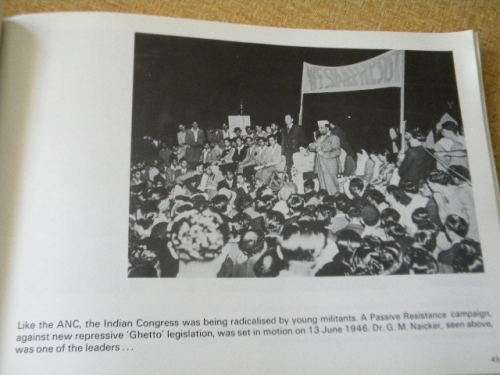 Like the ANC, the Indian Congress was being radicalised by young militants. A Passive Resistance campaign,
against new repressive 'Ghetto' legislation, was set in motion on 13 June 1946. Dr. G. M. Naicker, seen above,
was one of the leaders . . .
43